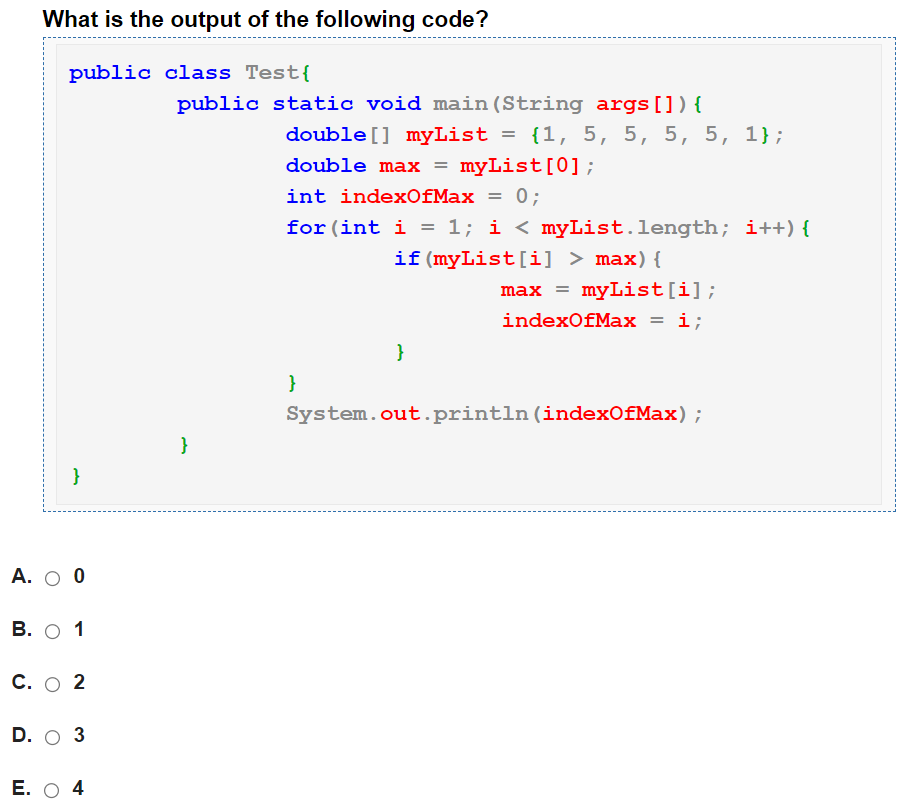 What is the output of the following code?
public class Test{
public static void main(String args[]){
double[] myList = {1, 5, 5, 5, 5, 1};
double max = myList[0];
int indexOfMax = 0;
for(int i = 1; i < myList.length; i++){
if(myList[i] > max){
max = myList[i];
indexOfMax = i;
}
}
System.out.println(indexOfMax);
}
}
A. 0
B. 1
C. 2
D. 3
E. 4